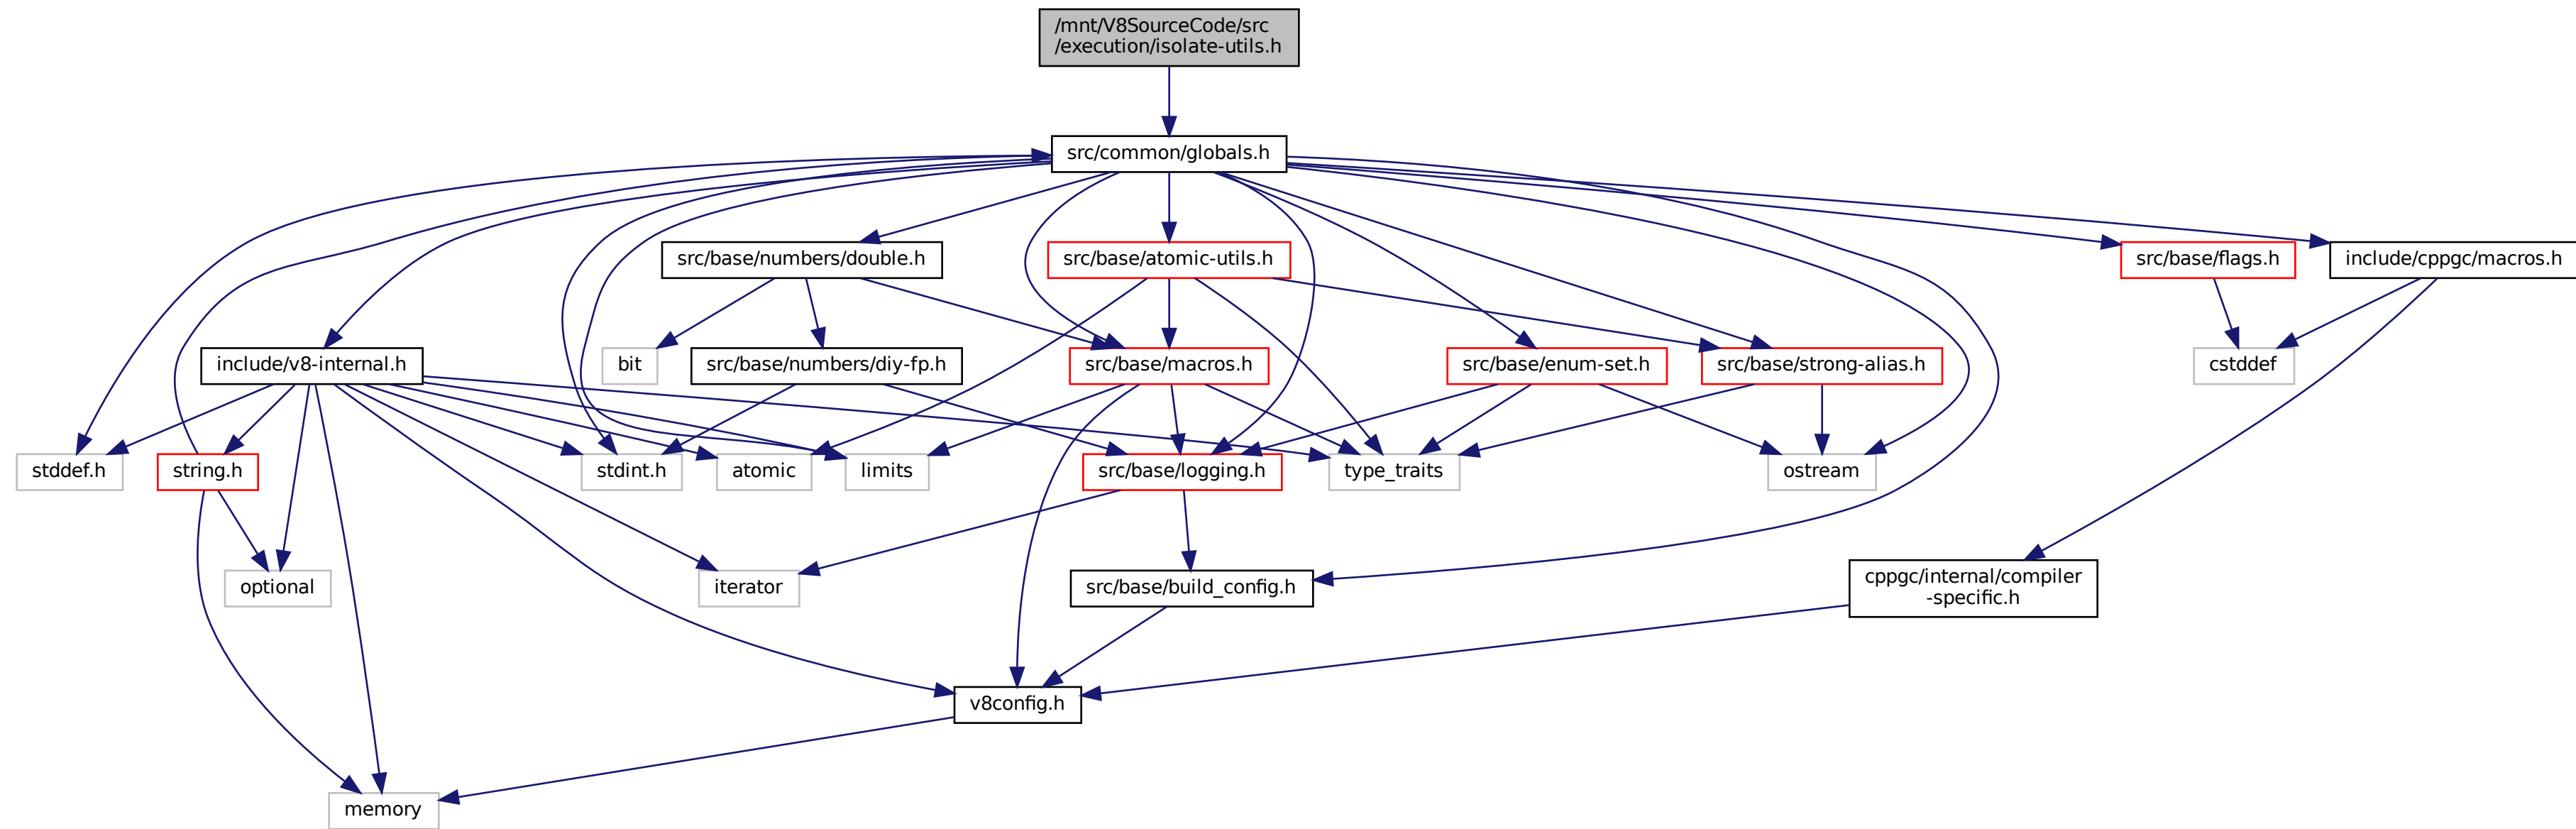 /mnt/V8SourceCode/src
/execution/isolate-utils.h
src/common/globals.h
src/base/numbers/double.h
src/base/atomic-utils.h
src/base/flags.h
include/cppgc/macros.h
include/v8-internal.h
bit
src/base/numbers/diy-fp.h
src/base/macros.h
src/base/enum-set.h
src/base/strong-alias.h
cstddef
stddef.h
string.h
stdint.h
atomic
limits
src/base/logging.h
type_traits
ostream
optional
iterator
src/base/build_config.h
cppgc/internal/compiler
-specific.h
v8config.h
memory